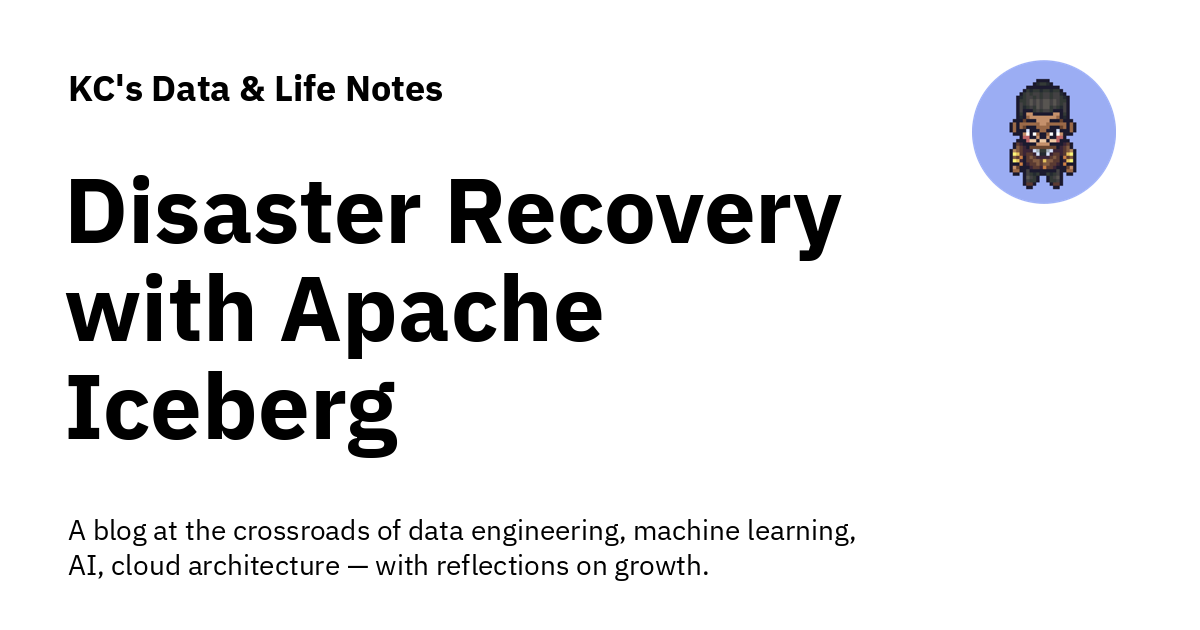 KC's Data & Life Notes
Disaster Recovery
with Apache
Iceberg
A blog at the crossroads of data engineering, machine learning,
AI, cloud architecture — with reflections on growth.